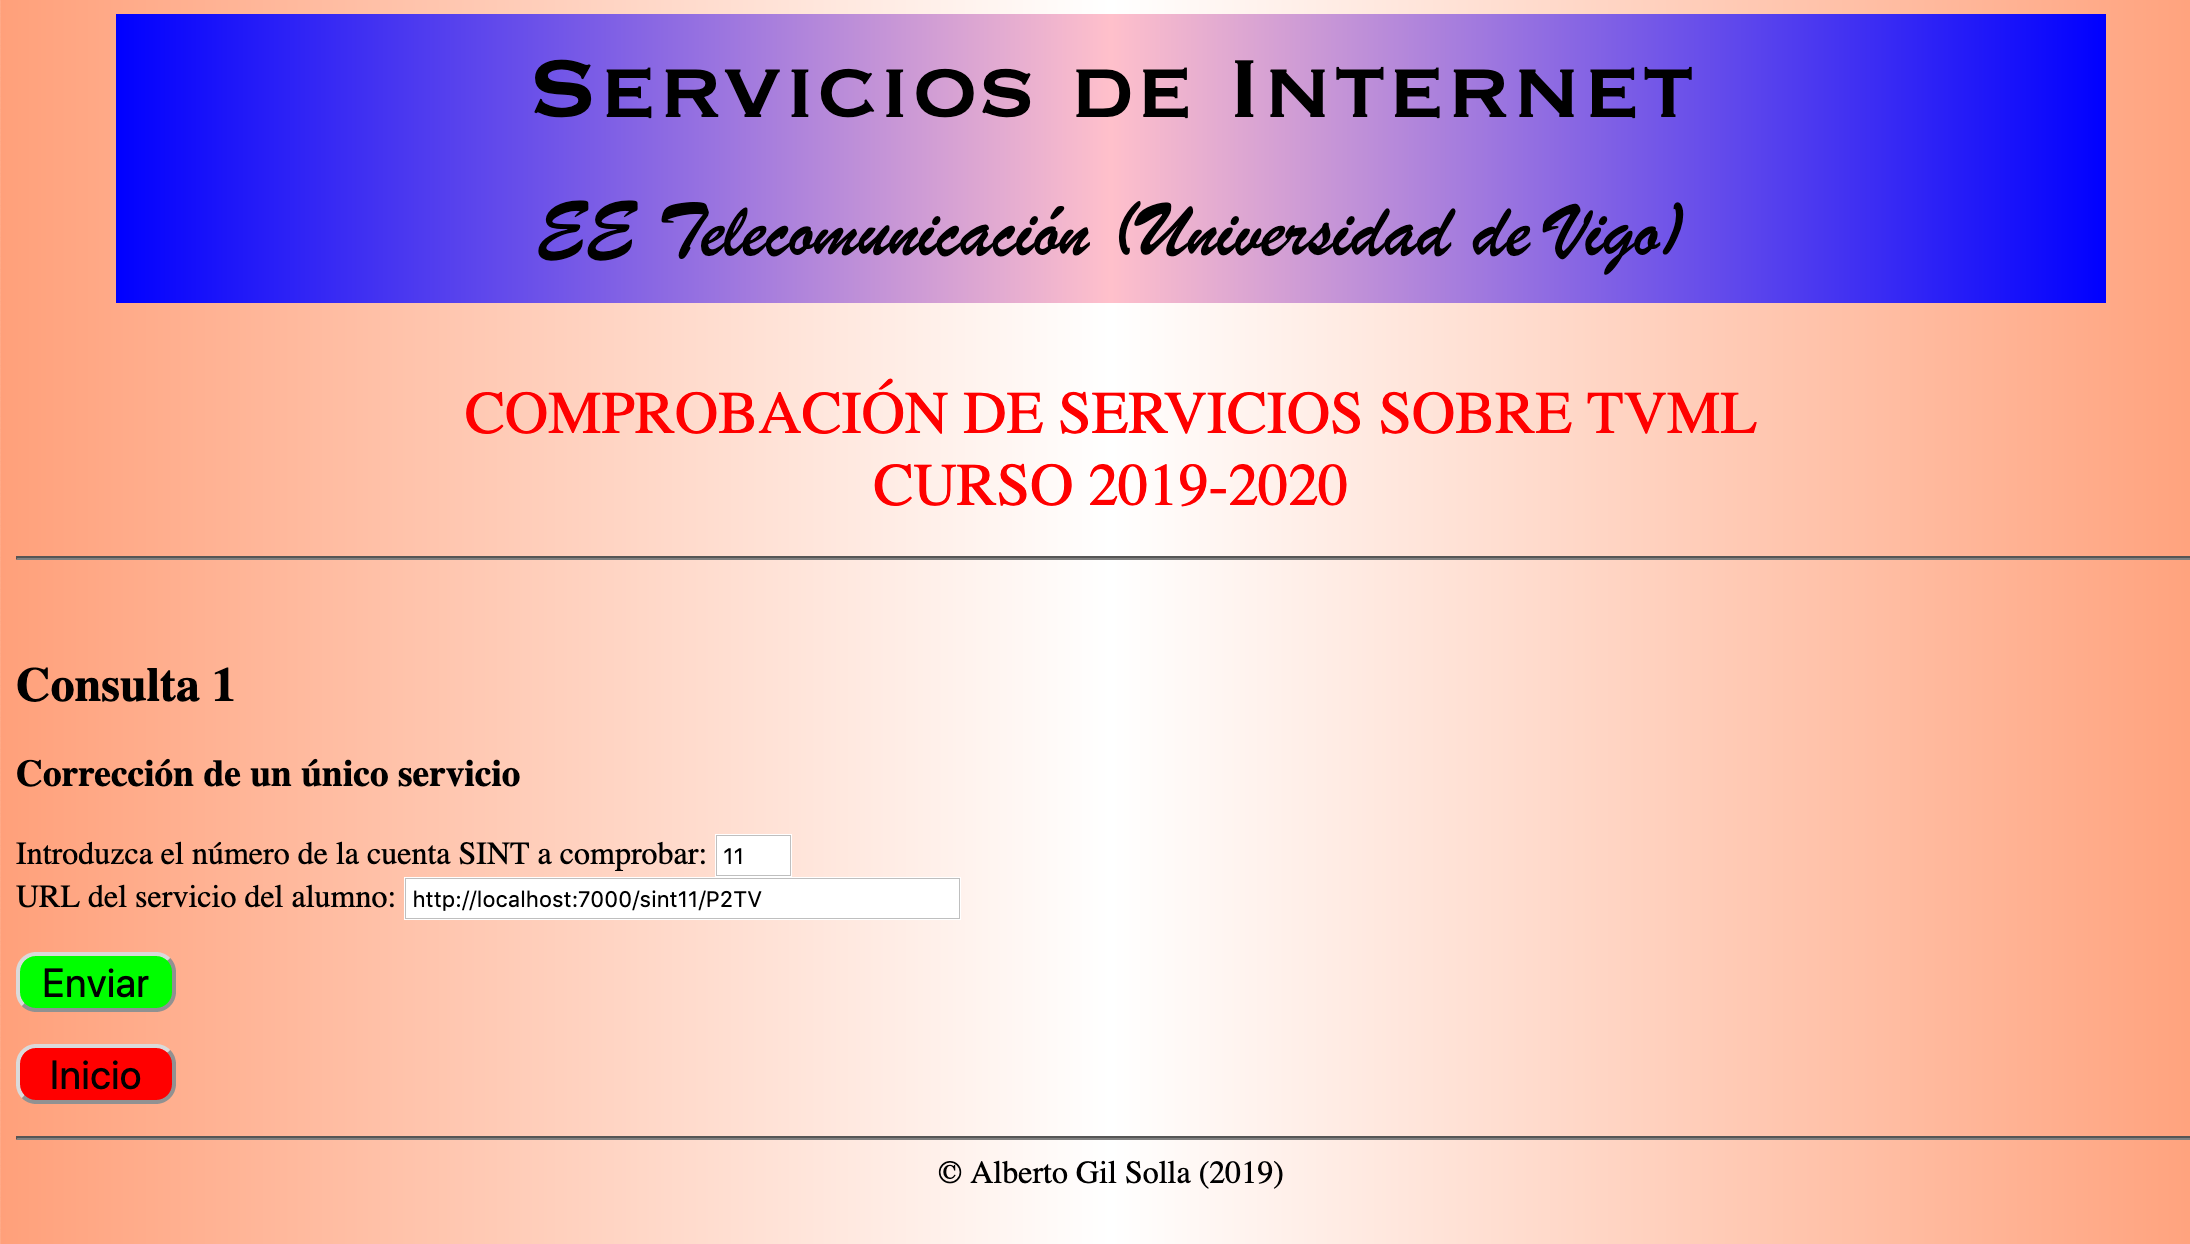 Servicios de Internet
EE Telecomunicación (Universidad de Vigo)
COMPROBACIÓN DE SERVICIOS SOBRE TVML
CURSO 2019-2020
Consulta 1
Corrección de un único servicio
Introduzca el número de la cuenta SINT a comprobar: 11
URL del servicio del alumno: http://localhost:7000/sint11/P2TV
Enviar
Inicio
© Alberto Gil Solla (2019)